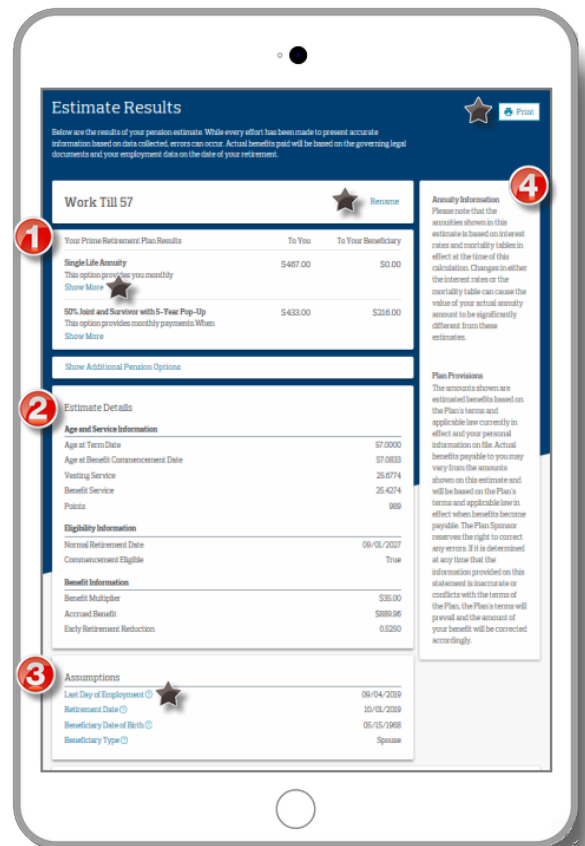 Estimate Results
Print
Below are the results of your pension estimate. While every effort has been made to present accurate
information based on data collected, errors can occur. Actual benefits paid will be based on the governing legal
documents and your employment data on the date of your retirement.
Work Till 57
Rename
1
Your Prime Retirement Plan Results To You To Your Beneficiary
Single Life Annuity $467.00 $0.00
This option provides you monthly
Show More
50% Joint and Survivor with 5-Year Pop-Up $433.00 $216.00
This option provides monthly payments. When
Show More
Show Additional Pension Options
2
Estimate Details
Age and Service Information
Age at Term Date 57.0000
Age at Benefit Commencement Date 57.0833
Vesting Service 25.6774
Benefit Service 25.4274
Points 989
Eligibility Information
Normal Retirement Date 09/01/2027
Commencement Eligible True
Benefit Information
Benefit Multiplier $35.00
Accrued Benefit $889.96
Early Retirement Reduction 0.5250
3
Assumptions
Last Day of Employment 09/04/2019
Retirement Date 10/01/2019
Beneficiary Date of Birth 05/15/1968
Beneficiary Type Spouse
4
Annuity Information
Please note that the
annuities shown in this
estimate is based on interest
rates and mortality tables in
effect at the time of this
calculation. Changes in either
the interest rates or the
mortality table can cause the
value of your actual annuity
amount to be significantly
different from these
estimates.
Plan Provisions
The amounts shown are
estimated benefits based on
the Plan's terms and
applicable law currently in
effect and your personal
information on file. Actual
benefits payable to you may
vary from the amounts
shown on this estimate and
will be based on the Plan's
terms and applicable law in
effect when benefits become
payable. The Plan Sponsor
reserves the right to correct
any errors. If it is determined
at any time that the
information provided on this
statement is inaccurate or
conflicts with the terms of
the Plan, the Plan's terms will
prevail and the amount of
your benefit will be corrected
accordingly.